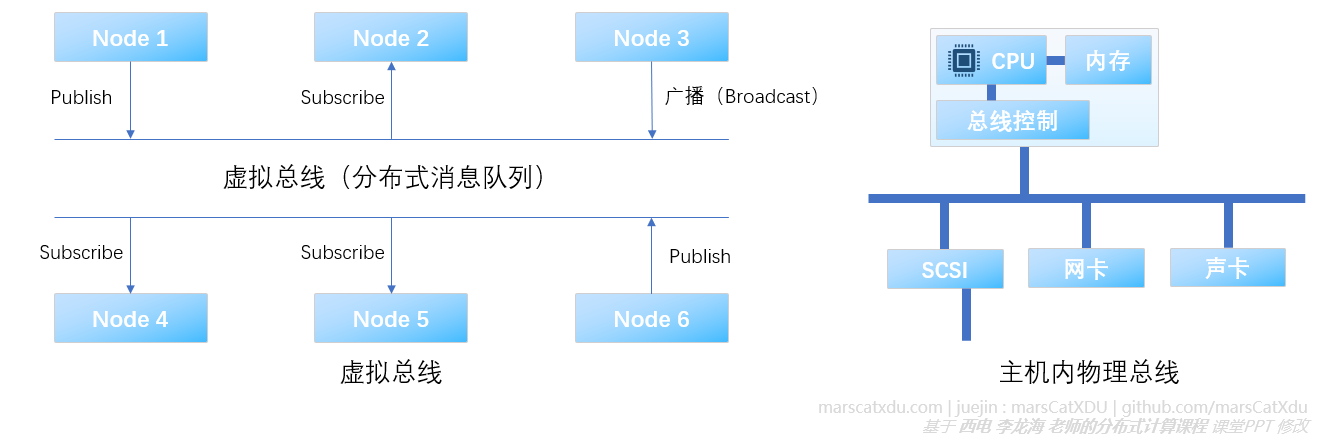 Node 1
Node 2
Node 3
Publish
Subscribe
广播（Broadcast）
虚拟总线（分布式消息队列）
Subscribe
Subscribe
Publish
Node 4
Node 5
Node 6
虚拟总线
CPU
内存
总线控制
SCSI
网卡
声卡
主机内物理总线
marscatxdu.com | juejin : marsCatXDU | github.com/marsCatXdu
基于 西电 李龙海 老师的分布式计算课程 课堂PPT 修改